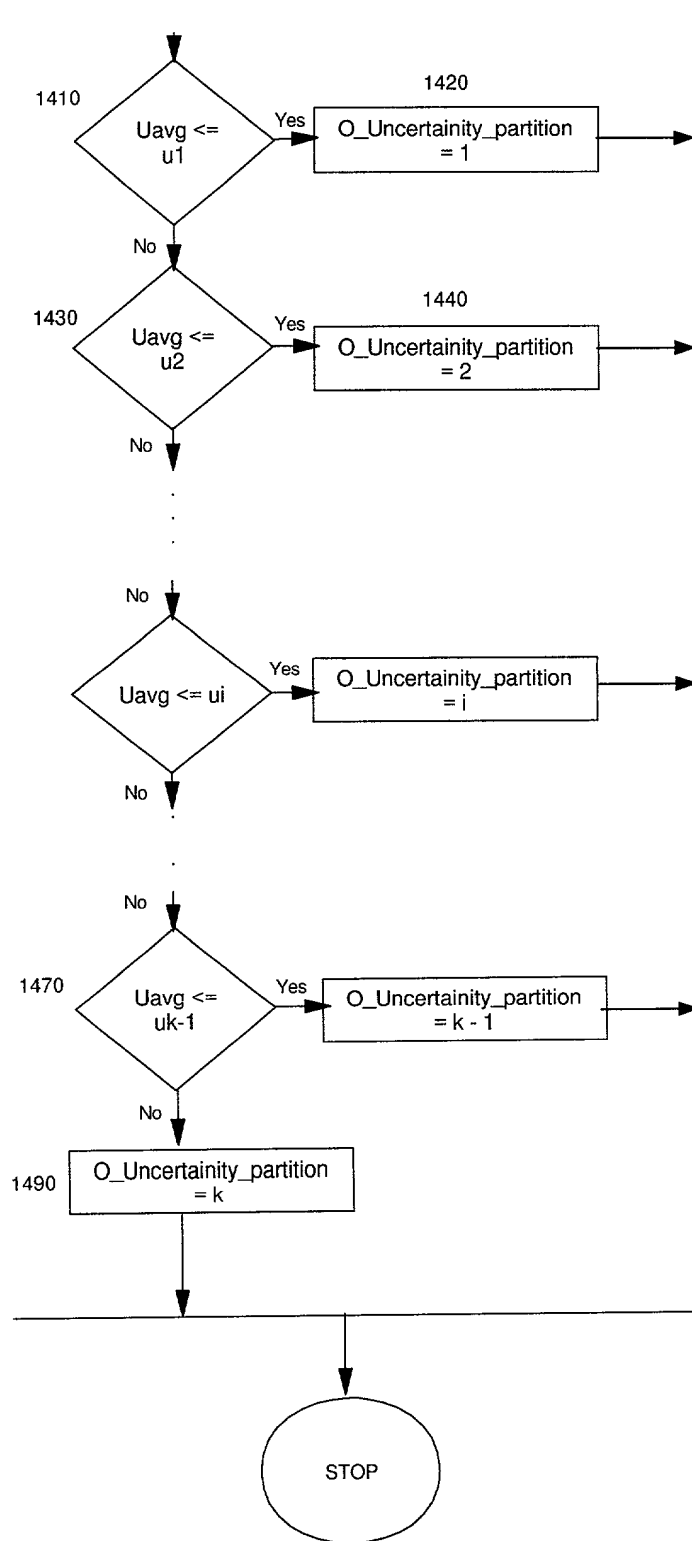 1410
Uavg <=
u1
Yes
1420
O_Uncertainity_partition
= 1
No
1430
Uavg <=
u2
Yes
1440
O_Uncertainity_partition
= 2
No
No
Uavg <= ui
Yes
O_Uncertainity_partition
= i
No
No
1470
Uavg <=
uk-1
Yes
O_Uncertainity_partition
= k - 1
No
1490
O_Uncertainity_partition
= k
STOP